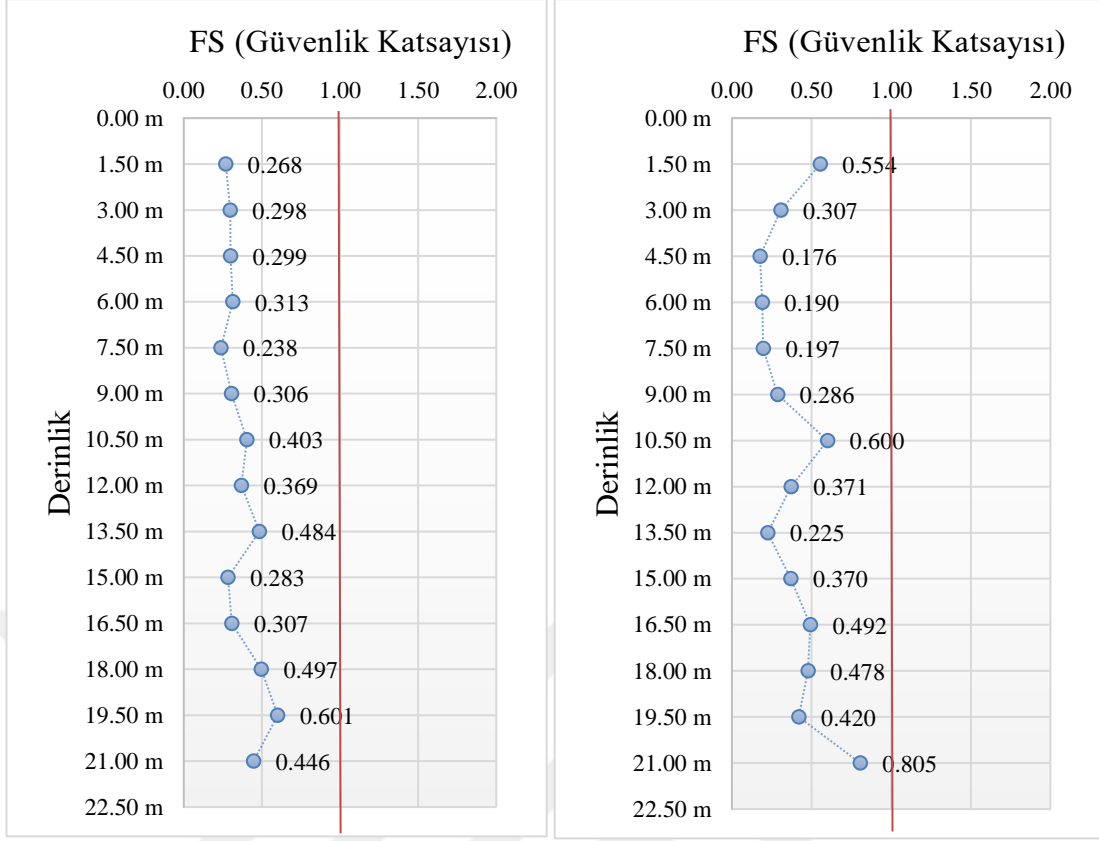 FS (Güvenlik Katsayısı)
0.00 0.50 1.00 1.50 2.00
0.00 m
1.50 m 0.268
3.00 m 0.298
4.50 m 0.299
6.00 m 0.313
7.50 m 0.238
9.00 m 0.306
10.50 m 0.403
12.00 m 0.369
13.50 m 0.484
15.00 m 0.283
16.50 m 0.307
18.00 m 0.497
19.50 m 0.601
21.00 m 0.446
22.50 m
Derinlik
FS (Güvenlik Katsayısı)
0.00 0.50 1.00 1.50 2.00
0.00 m
1.50 m 0.554
3.00 m 0.307
4.50 m 0.176
6.00 m 0.190
7.50 m 0.197
9.00 m 0.286
10.50 m 0.600
12.00 m 0.371
13.50 m 0.225
15.00 m 0.370
16.50 m 0.492
18.00 m 0.478
19.50 m 0.420
21.00 m 0.805
22.50 m
Derinlik